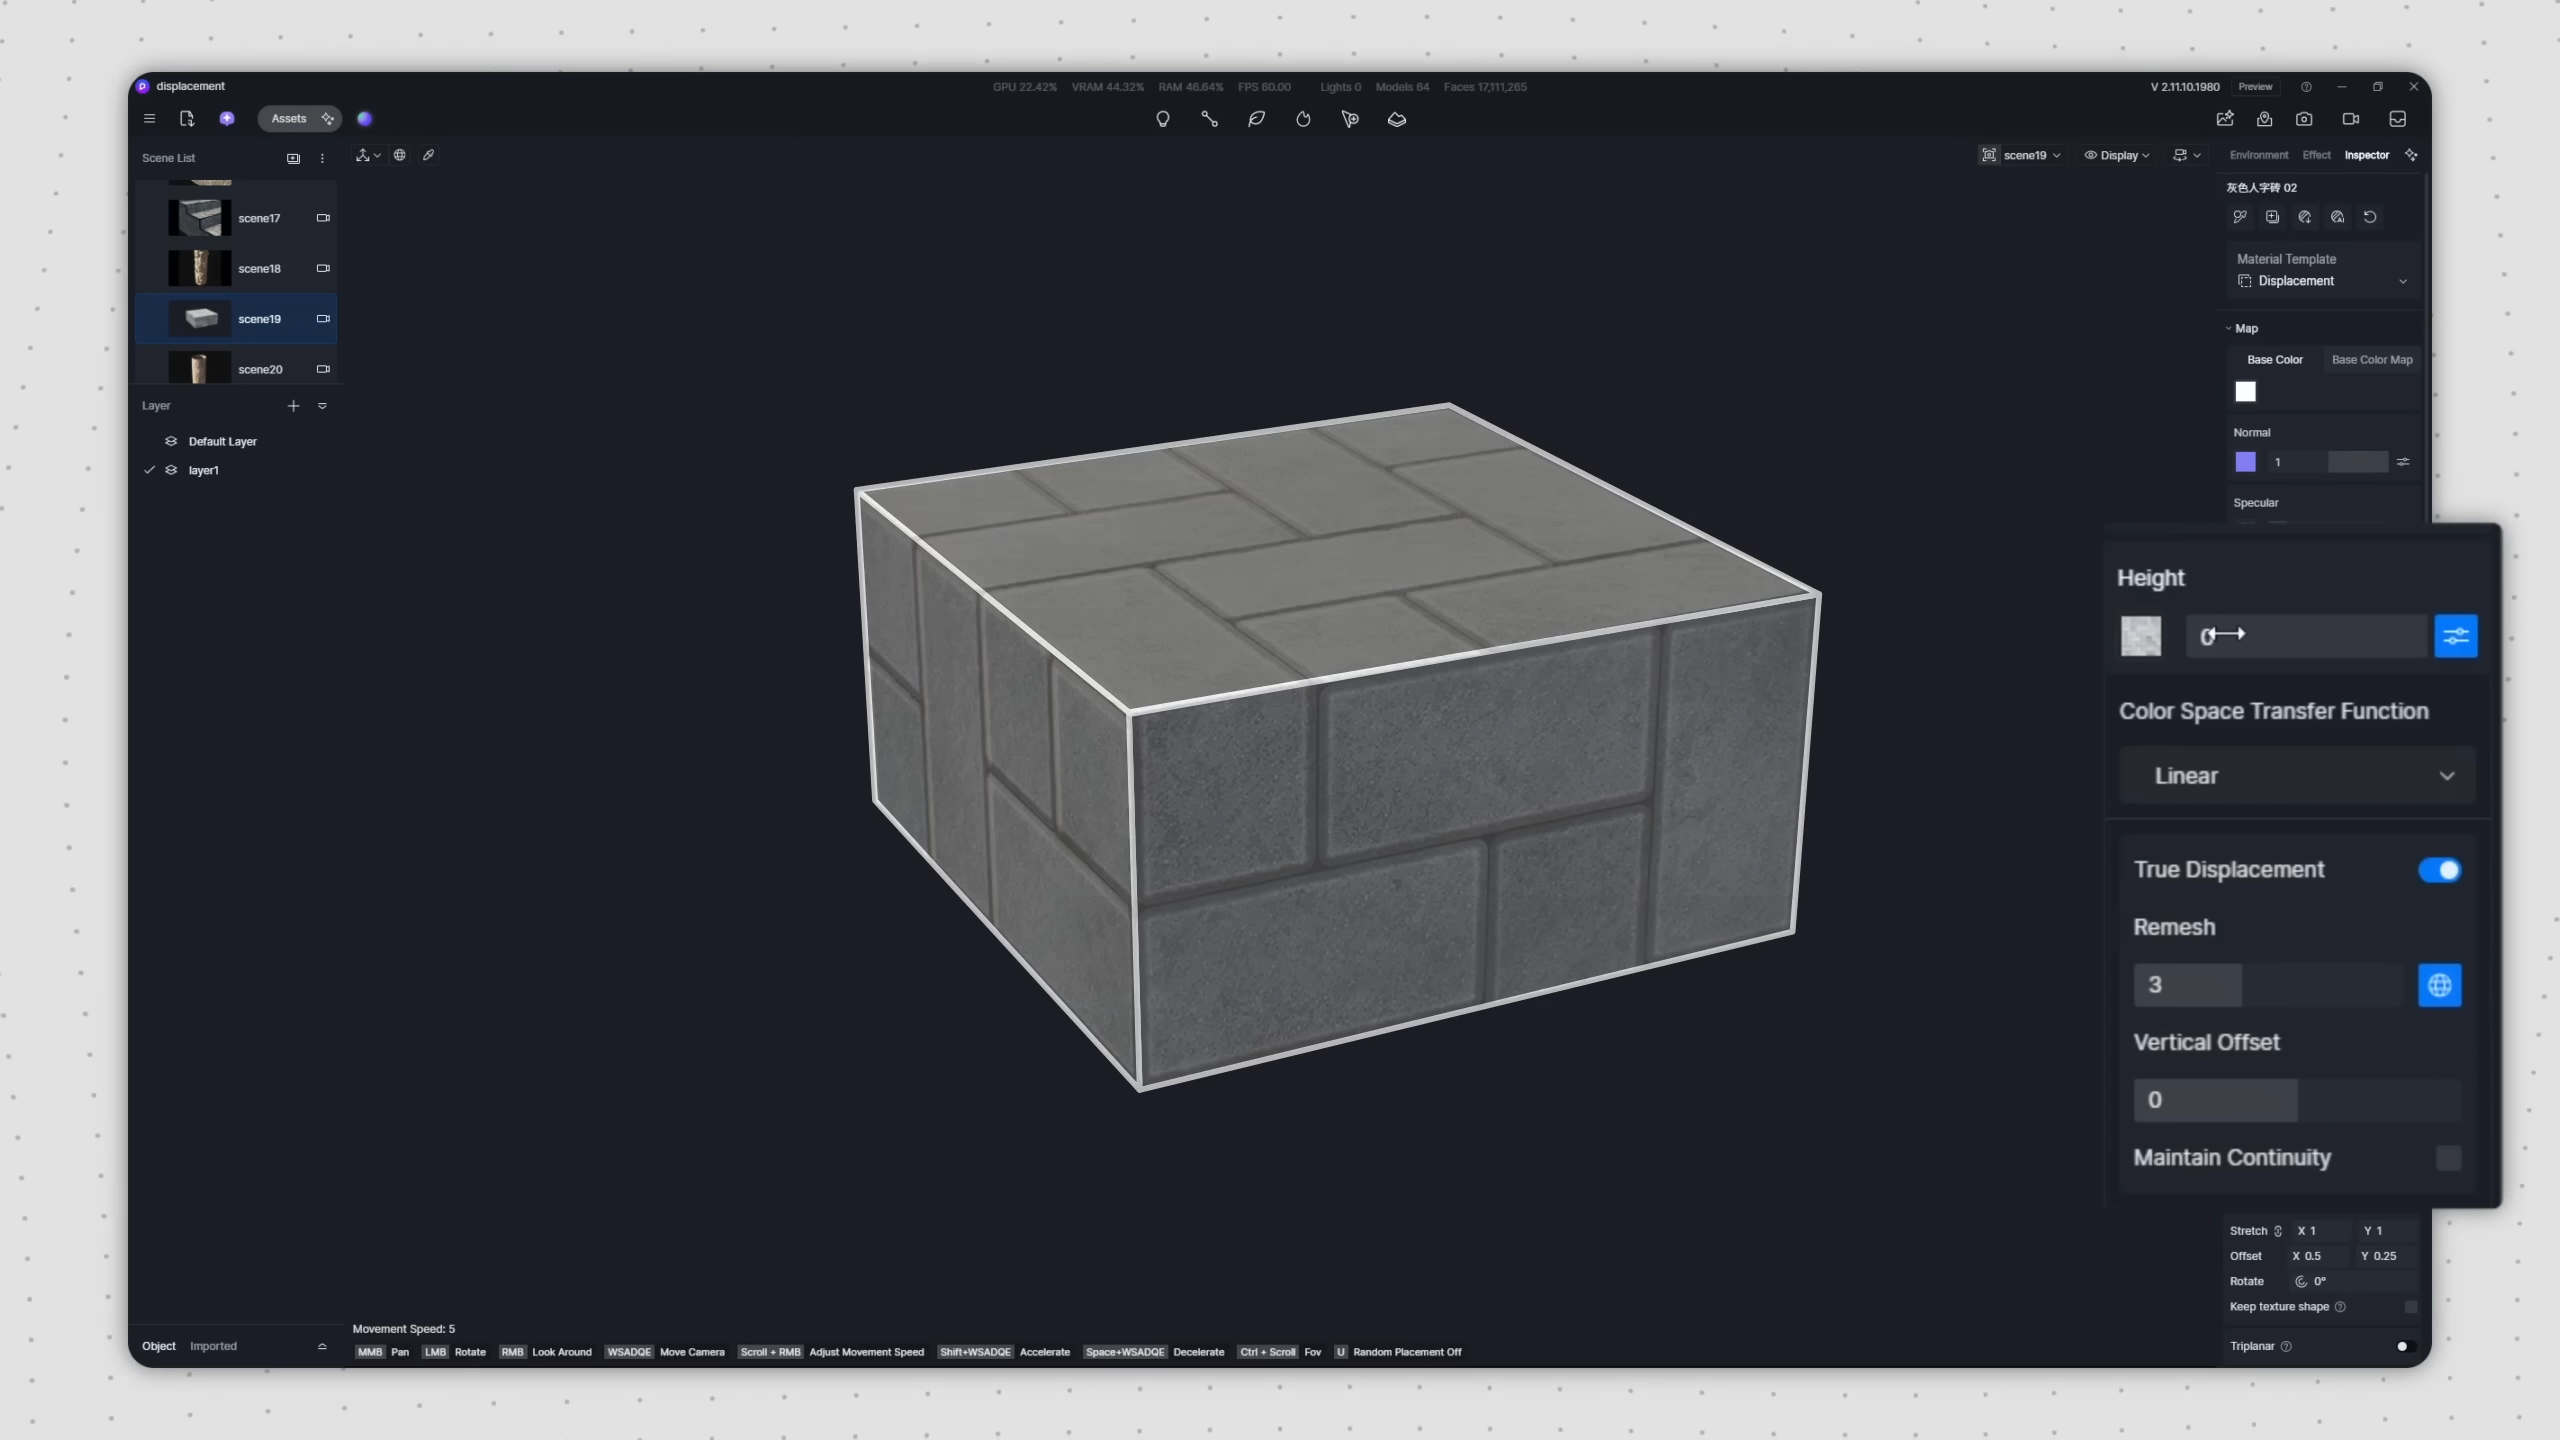 displacement
GPU 22.42% VRAM 44.32% RAM 46.64% FPS 60.00 Lights 0 Models 64 Faces 17,111,265
V 2.11.10.1980 Preview
Assets
Scene List
scene17
scene18
scene19
scene20
Layer
Default Layer
layer1
Object Imported
scene19 Display
Environment Effect Inspector
灰色人字砖 02
Material Template
Displacement
Map
Base Color Base Color Map
Normal
1
Specular
Height
0
Color Space Transfer Function
Linear
True Displacement
Remesh
3
Vertical Offset
0
Maintain Continuity
Stretch X 1 Y 1
Offset X 0.5 Y 0.25
Rotate 0°
Keep texture shape
Triplanar
Movement Speed: 5
MMB Pan LMB Rotate RMB Look Around WSADQE Move Camera Scroll + RMB Adjust Movement Speed Shift+WSADQE Accelerate Space+WSADQE Decelerate Ctrl + Scroll Fov U Random Placement Off